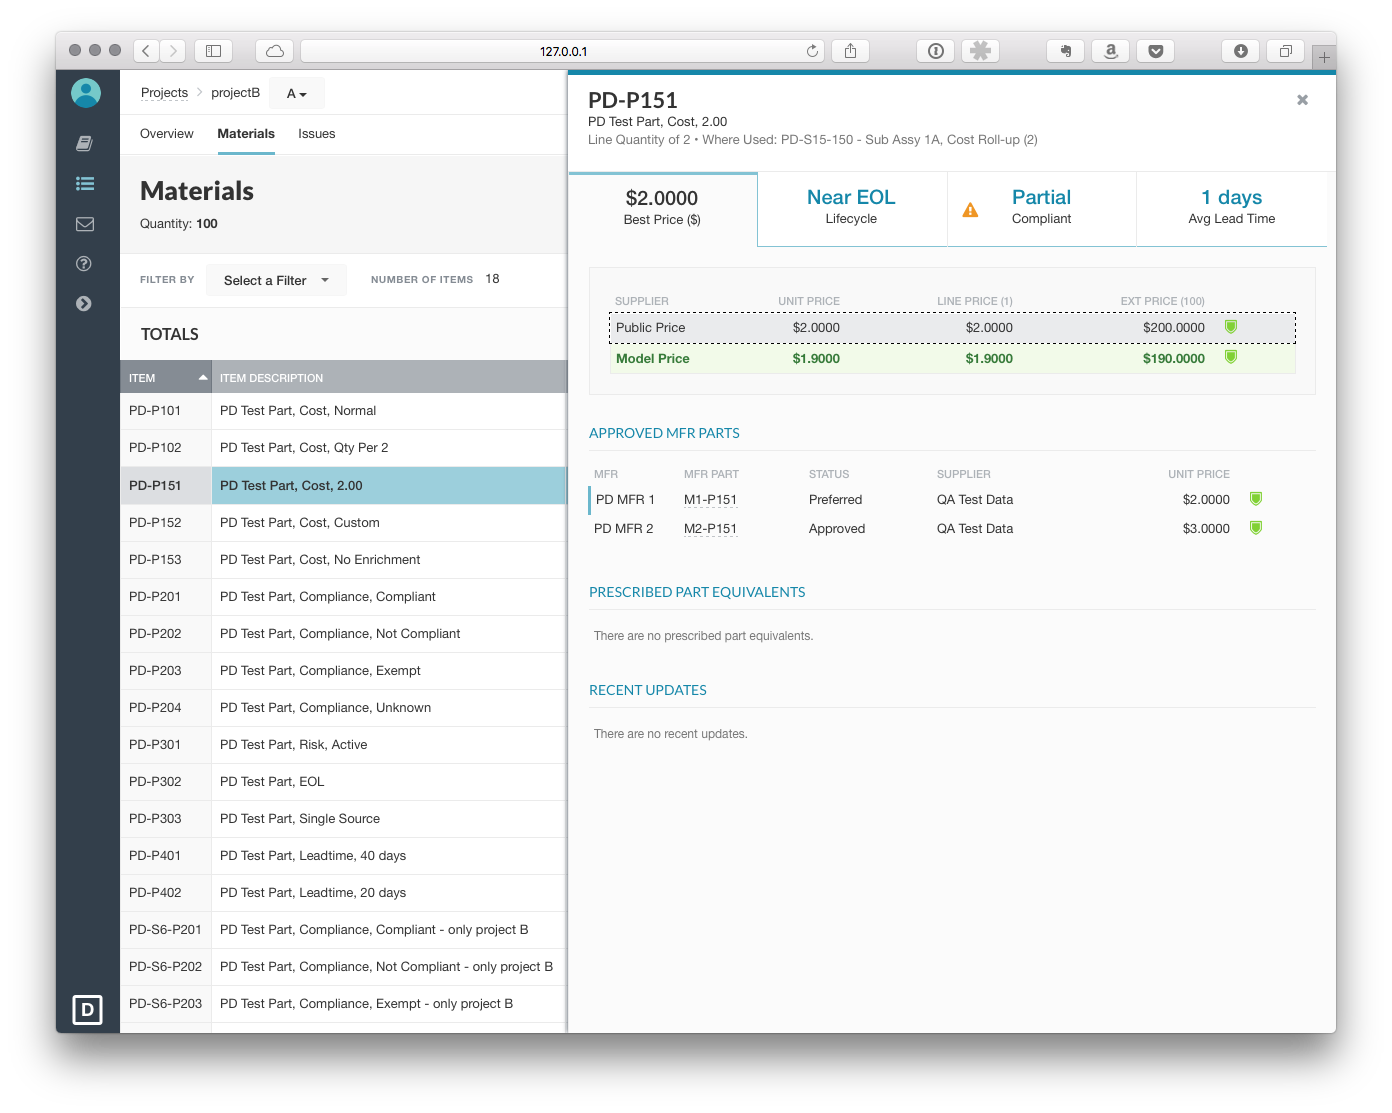 127.0.0.1
Projects > projectB A
Overview Materials Issues
Materials
Quantity: 100
FILTER BY Select a Filter NUMBER OF ITEMS 18
TOTALS
ITEM ITEM DESCRIPTION
PD-P101 PD Test Part, Cost, Normal
PD-P102 PD Test Part, Cost, Qty Per 2
PD-P151 PD Test Part, Cost, 2.00
PD-P152 PD Test Part, Cost, Custom
PD-P153 PD Test Part, Cost, No Enrichment
PD-P201 PD Test Part, Compliance, Compliant
PD-P202 PD Test Part, Compliance, Not Compliant
PD-P203 PD Test Part, Compliance, Exempt
PD-P204 PD Test Part, Compliance, Unknown
PD-P301 PD Test Part, Risk, Active
PD-P302 PD Test Part, EOL
PD-P303 PD Test Part, Single Source
PD-P401 PD Test Part, Leadtime, 40 days
PD-P402 PD Test Part, Leadtime, 20 days
PD-S6-P201 PD Test Part, Compliance, Compliant - only project B
PD-S6-P202 PD Test Part, Compliance, Not Compliant - only project B
PD-S6-P203 PD Test Part, Compliance, Exempt - only project B
D
PD-P151
PD Test Part, Cost, 2.00
Line Quantity of 2 • Where Used: PD-S15-150 - Sub Assy 1A, Cost Roll-up (2)
$2.0000 Near EOL Partial 1 days
Best Price ($) Lifecycle Compliant Avg Lead Time
SUPPLIER UNIT PRICE LINE PRICE (1) EXT PRICE (100)
Public Price $2.0000 $2.0000 $200.0000
Model Price $1.9000 $1.9000 $190.0000
APPROVED MFR PARTS
MFR MFR PART STATUS SUPPLIER UNIT PRICE
PD MFR 1 M1-P151 Preferred QA Test Data $2.0000
PD MFR 2 M2-P151 Approved QA Test Data $3.0000
PRESCRIBED PART EQUIVALENTS
There are no prescribed part equivalents.
RECENT UPDATES
There are no recent updates.